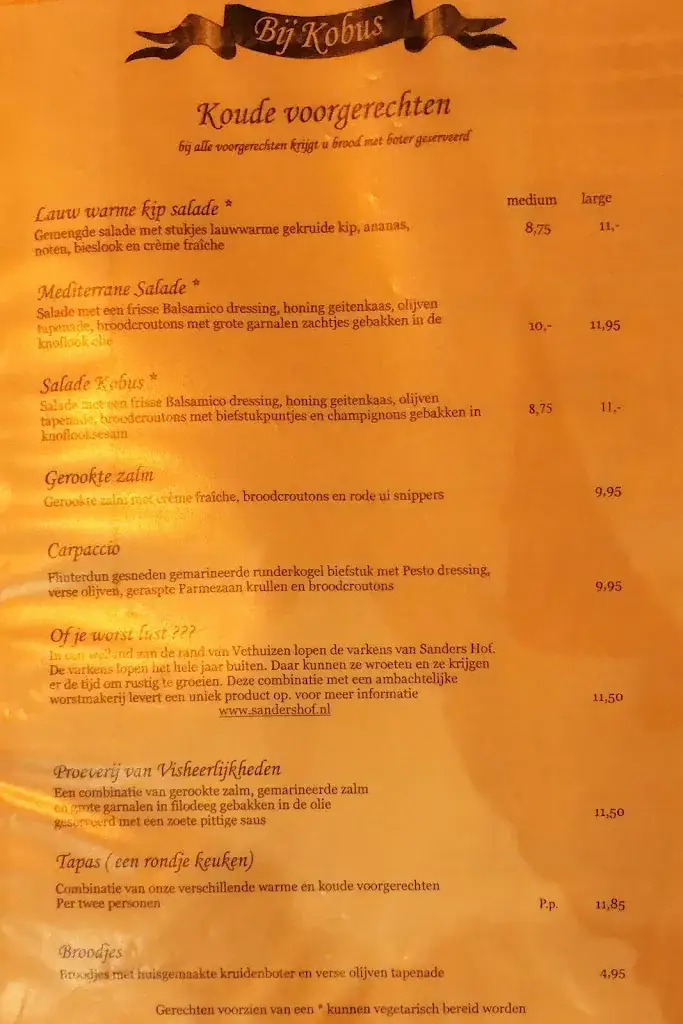 Bij Kobus
Koude voorgerechten
bij alle voorgerechten krijgt u brood met boter geserveerd
medium large
Lauw warme kip salade *
Gemengde salade met stukjes lauwwarme gekruide kip, ananas, 8,75 11,-
noten, bieslook en crème fraîche
Mediterrane Salade *
Salade met een frisse Balsamico dressing, honing geitenkaas, olijven
tapenade, broodcroutons met grote garnalen zachtjes gebakken in de 10,- 11,95
knoflook olie
Salade Kobus *
Salade met een frisse Balsamico dressing, honing geitenkaas, olijven
tapenade, broodcroutons met biefstukpuntjes en champignons gebakken in 8,75 11,-
knoflooksesam
Gerookte zalm
Gerookte zalm met crème fraîche, broodcroutons en rode ui snippers 9,95
Carpaccio
Flinterdun gesneden gemarineerde runderkogel biefstuk met Pesto dressing,
verse olijven, geraspte Parmezaan krullen en broodcroutons 9,95
Of je worst lust ???
In een weiland aan de rand van Vethuizen lopen de varkens van Sanders Hof.
De varkens lopen het hele jaar buiten. Daar kunnen ze wroeten en ze krijgen
er de tijd om rustig te groeien. Deze combinatie met een ambachtelijke
worstmakerij levert een uniek product op. voor meer informatie 11,50
www.sandershof.nl
Proeverij van Visheerlijkheden
Een combinatie van gerookte zalm, gemarineerde zalm
en grote garnalen in filodeeg gebakken in de olie
geserveerd met een zoete pittige saus 11,50
Tapas ( een rondje keuken)
Combinatie van onze verschillende warme en koude voorgerechten
Per twee personen P.p. 11,85
Broodjes
Broodjes met huisgemaakte kruidenboter en verse olijven tapenade 4,95
Gerechten voorzien van een * kunnen vegetarisch bereid worden